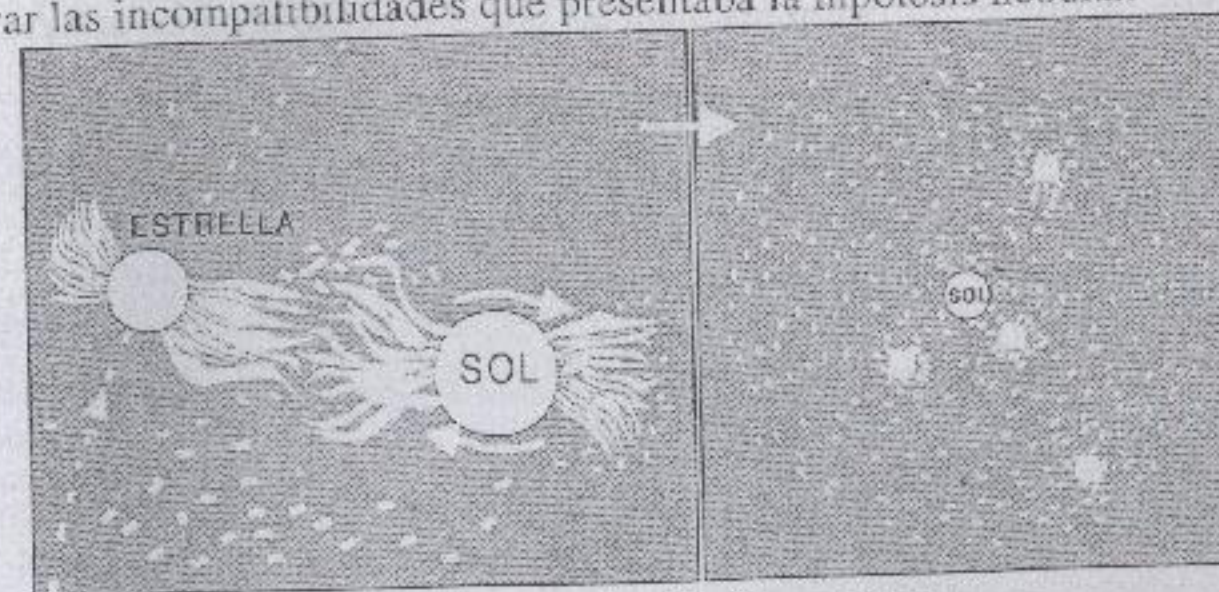 ar las incompatibilidades que presentaba la hipótesis
ESTRELLA
SOL
SOL